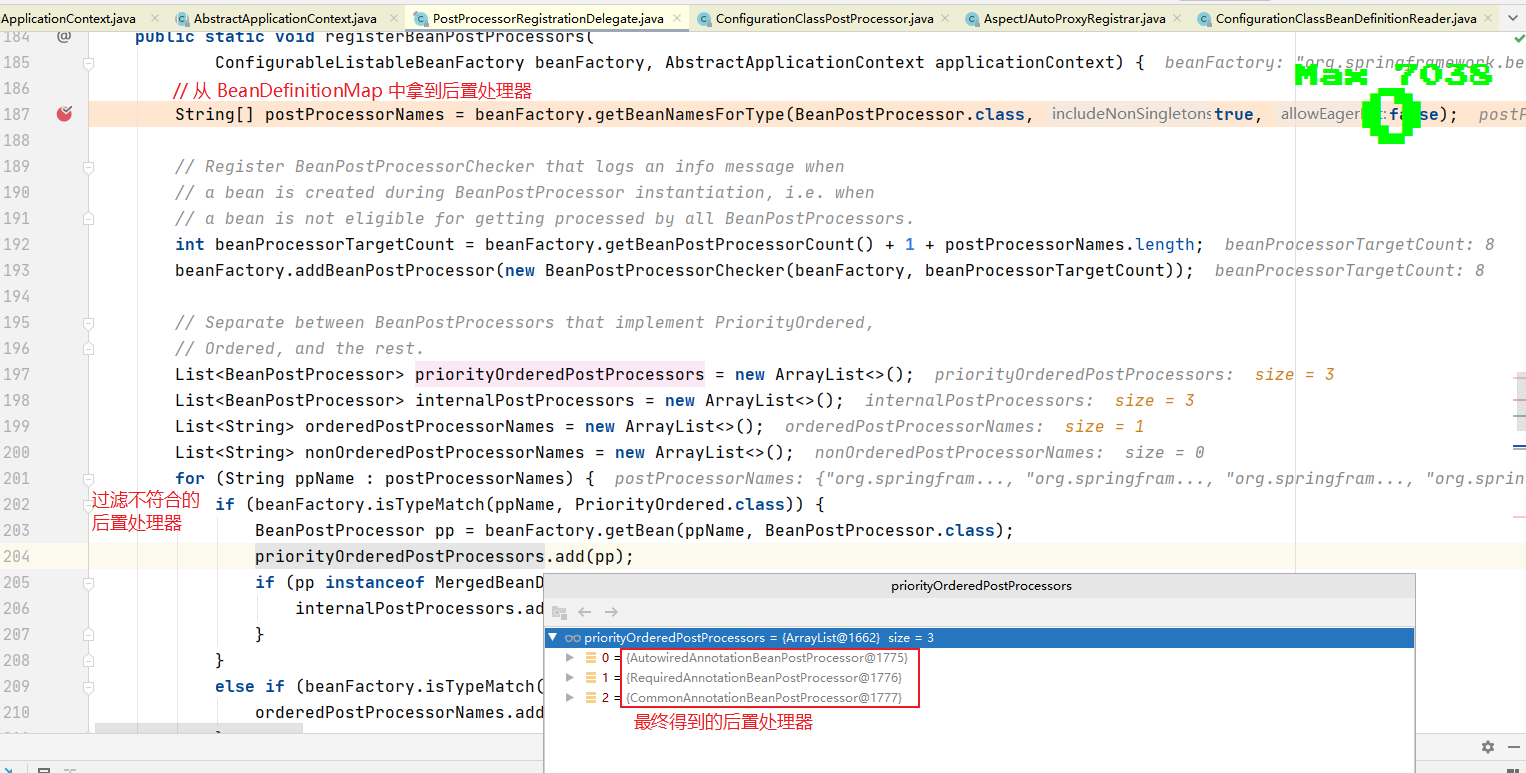 ApplicationContext.java AbstractApplicationContext.java PostProcessorRegistrationDelegate.java ConfigurationClassPostProcessor.java AspectJAutoProxyRegistrar.java ConfigurationClassBeanDefinitionReader.java
184 @ public static void registerBeanPostProcessors(
185 ConfigurableListableBeanFactory beanFactory, AbstractApplicationContext applicationContext) { beanFactory: "org.springframework.be
Max 7038
186 // 从 BeanDefinitionMap 中拿到后置处理器
187 String[] postProcessorNames = beanFactory.getBeanNamesForType(BeanPostProcessor.class, includeNonSingletons: true, allowEager
0
188
189 // Register BeanPostProcessorChecker that logs an info message when
190 // a bean is created during BeanPostProcessor instantiation, i.e. when
191 // a bean is not eligible for getting processed by all BeanPostProcessors.
192 int beanProcessorTargetCount = beanFactory.getBeanPostProcessorCount() + 1 + postProcessorNames.length; beanProcessorTargetCount: 8
193 beanFactory.addBeanPostProcessor(new BeanPostProcessorChecker(beanFactory, beanProcessorTargetCount)); beanProcessorTargetCount: 8
194
195 // Separate between BeanPostProcessors that implement PriorityOrdered,
196 // Ordered, and the rest.
197 List<BeanPostProcessor> priorityOrderedPostProcessors = new ArrayList<>(); priorityOrderedPostProcessors: size = 3
198 List<BeanPostProcessor> internalPostProcessors = new ArrayList<>(); internalPostProcessors: size = 3
199 List<String> orderedPostProcessorNames = new ArrayList<>(); orderedPostProcessorNames: size = 1
200 List<String> nonOrderedPostProcessorNames = new ArrayList<>(); nonOrderedPostProcessorNames: size = 0
201 for (String ppName : postProcessorNames) { postProcessorNames: {"org.springfram..., "org.springfram..., "org.springfram..., "org.sprin
过滤不符合的
后置处理器
202 if (beanFactory.isTypeMatch(ppName, PriorityOrdered.class)) {
203 BeanPostProcessor pp = beanFactory.getBean(ppName, BeanPostProcessor.class);
204 priorityOrderedPostProcessors.add(pp);
205 if (pp instanceof MergedBeanD
206 internalPostProcessors.ad
207 }
208 }
209 else if (beanFactory.isTypeMatch(
210 orderedPostProcessorNames.add
priorityOrderedPostProcessors
priorityOrderedPostProcessors = {ArrayList@1662} size = 3
0 = {AutowiredAnnotationBeanPostProcessor@1775}
1 = {RequiredAnnotationBeanPostProcessor@1776}
2 = {CommonAnnotationBeanPostProcessor@1777}
最终得到的后置处理器